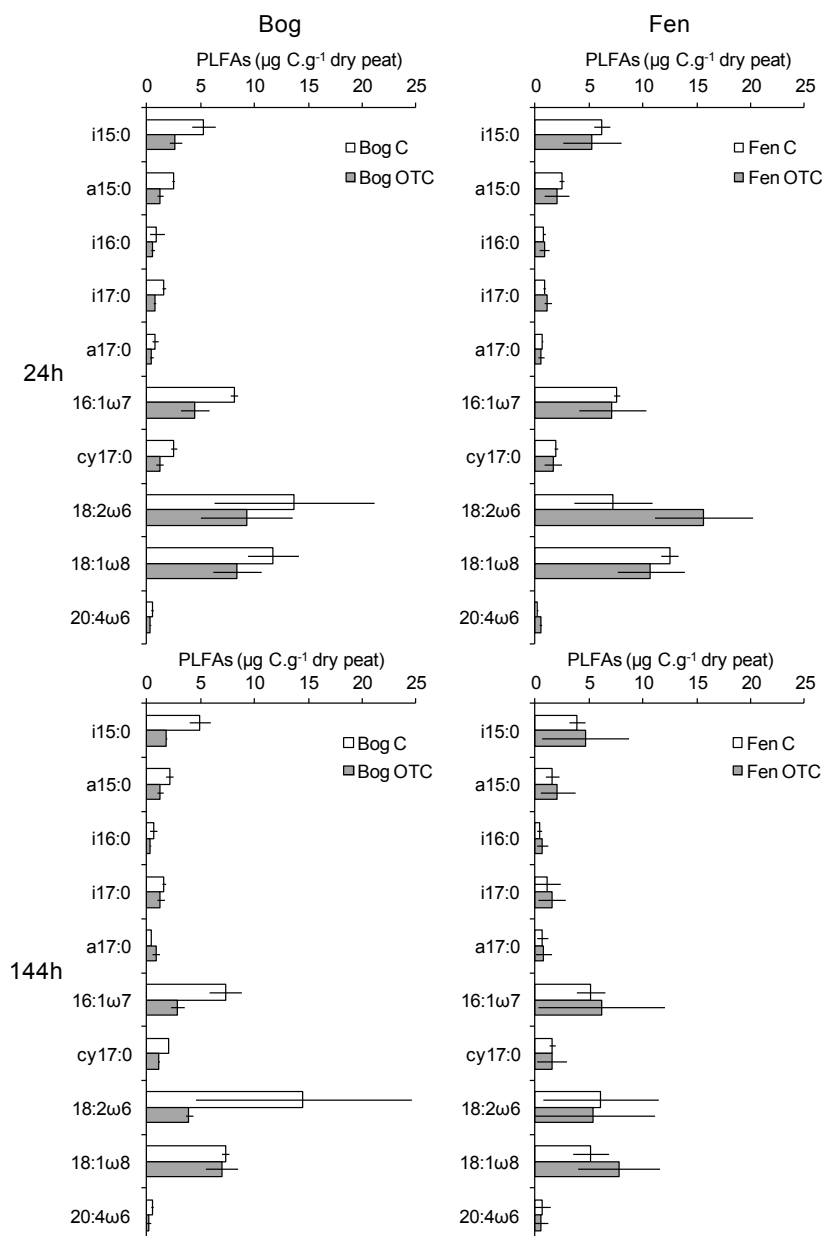 Bog
Fen
PLFAs (µg C.g⁻¹ dry peat)
PLFAs (µg C.g⁻¹ dry peat)
0 5 10 15 20 25
0 5 10 15 20 25
24h
i15:0
a15:0
i16:0
i17:0
a17:0
16:1ω7
cy17:0
18:2ω6
18:1ω8
20:4ω6
Bog C
Bog OTC
i15:0
a15:0
i16:0
i17:0
a17:0
16:1ω7
cy17:0
18:2ω6
18:1ω8
20:4ω6
Fen C
Fen OTC
PLFAs (µg C.g⁻¹ dry peat)
PLFAs (µg C.g⁻¹ dry peat)
0 5 10 15 20 25
0 5 10 15 20 25
144h
i15:0
a15:0
i16:0
i17:0
a17:0
16:1ω7
cy17:0
18:2ω6
18:1ω8
20:4ω6
Bog C
Bog OTC
i15:0
a15:0
i16:0
i17:0
a17:0
16:1ω7
cy17:0
18:2ω6
18:1ω8
20:4ω6
Fen C
Fen OTC